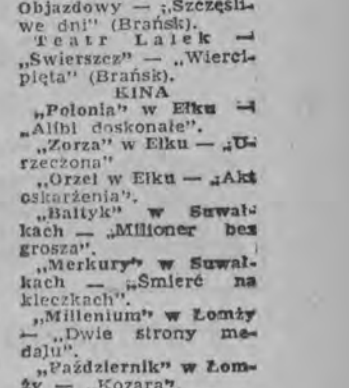 Objazdowy — „Szczęśli-
we dni" (Brańsk).
Teatr Lalek —
„Świerszcz" — „Wierci-
pięta" (Brańsk).
KINA
„Polonia" w Ełku —
„Alibi doskonałe".
„Zorza" w Ełku — „U-
rzeczona"
„Orzeł w Ełku — „Akt
oskarżenia".
„Bałtyk" w Suwał-
kach — „Milioner bez
grosza".
„Merkury" w Suwał-
kach — „Śmierć na
kleczkach".
„Millenium" w Łomży
— „Dwie strony me-
dalu".
„Październik" w Łom-
ży — „Kozara".